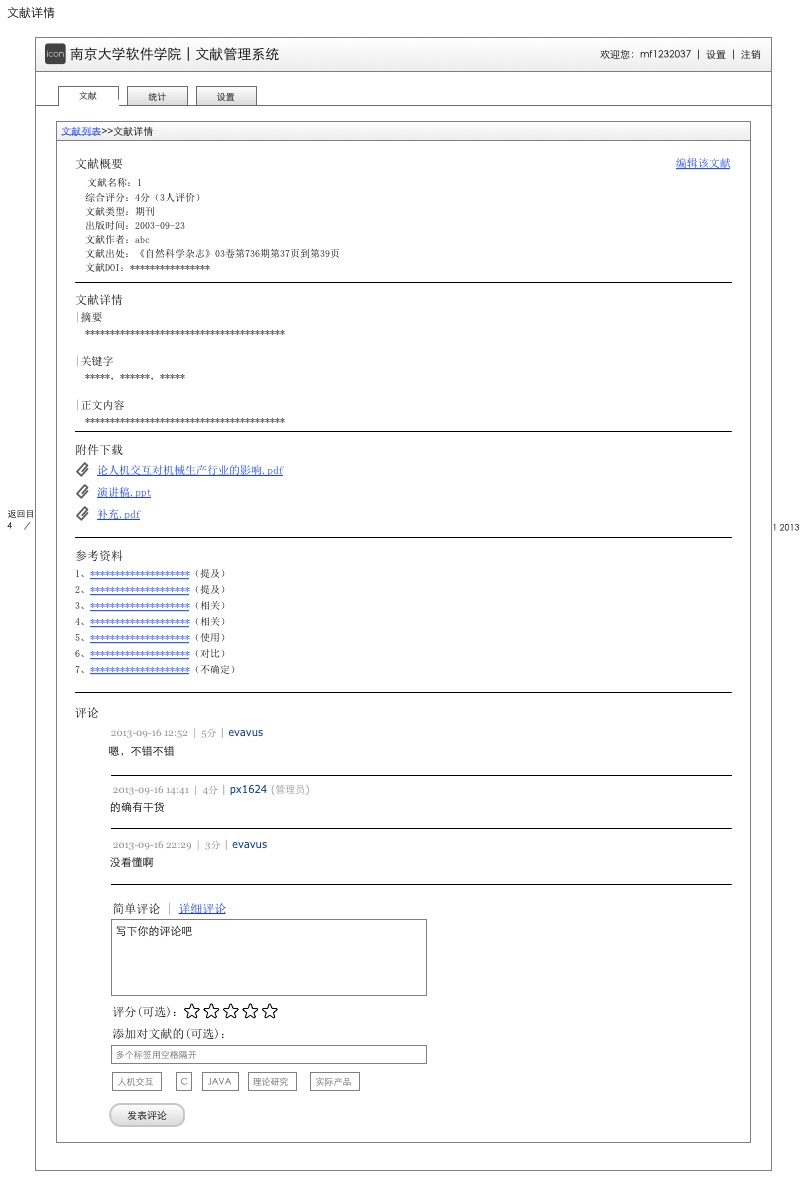 文献详情
icon 南京大学软件学院 | 文献管理系统
欢迎您: mf1232037 | 设置 | 注销
文献 统计 设置
文献列表>>文献详情
文献概要
编辑该文献
文献名称: 1
综合评分: 4分（3人评价）
文献类型: 期刊
出版时间: 2003-09-23
文献作者: abc
文献出处: 《自然科学杂志》03卷第736期第37页到第39页
文献DOI: ****************
文献详情
|摘要
****************************************
|关键字
*****, ******, *****
|正文内容
****************************************
附件下载
论人机交互对机械生产行业的影响.pdf
演讲稿.ppt
补充.pdf
返回目
4 /
1 2013
参考资料
1、********************（提及）
2、********************（提及）
3、********************（相关）
4、********************（相关）
5、********************（使用）
6、********************（对比）
7、********************（不确定）
评论
2013-09-16 12:52 | 5分 | evavus
嗯，不错不错
2013-09-16 14:41 | 4分 | px1624 (管理员)
的确有干货
2013-09-16 22:29 | 3分 | evavus
没看懂啊
简单评论 | 详细评论
写下你的评论吧
评分(可选):
添加对文献的(可选):
多个标签用空格隔开
人机交互 C JAVA 理论研究 实际产品
发表评论